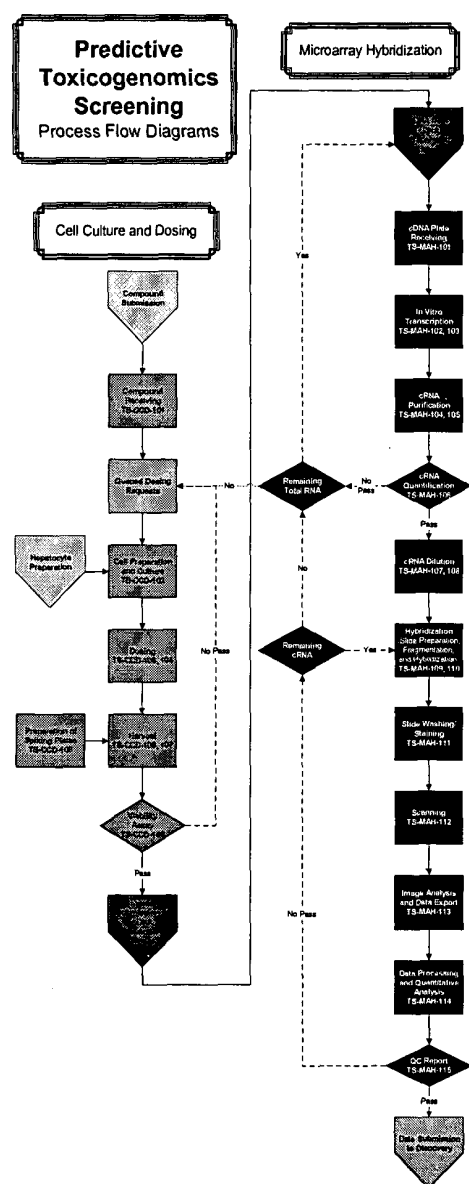 Predictive
Toxicogenomics
Screening
Process Flow Diagrams
Microarray Hybridization
Cell Culture and Dosing
Compound
Submission
Compound
Receiving
Queued Dosing
Requests
Hepatocyte
Preparation
Cell Preparation
and Culture
Dosing
Preparation of
Harvest
Assay
Pass
No Pass
No
Yes
cDNA Plate
Receiving
TS-MAH-101
In Vitro
Transcription
TS-MAH-102, 103
cRNA
Purification
TS-MAH-104, 105
cRNA
Quantification
TS-MAH-106
No
Pass
Remaining
Total RNA
Pass
cRNA Dilution
TS-MAH-107, 108
No
Remaining
cRNA
Yes
Hybridization
Slide Preparation,
Fragmentation,
and Hybridization
TS-MAH-109, 110
Slide Washing/
Staining
TS-MAH-111
Scanning
TS-MAH-112
Image Analysis
and Data Export
TS-MAH-113
No Pass
Data Processing
and Quantitative
Analysis
TS-MAH-114
QC Report
TS-MAH-115
Pass
Data Submission
to Discovery